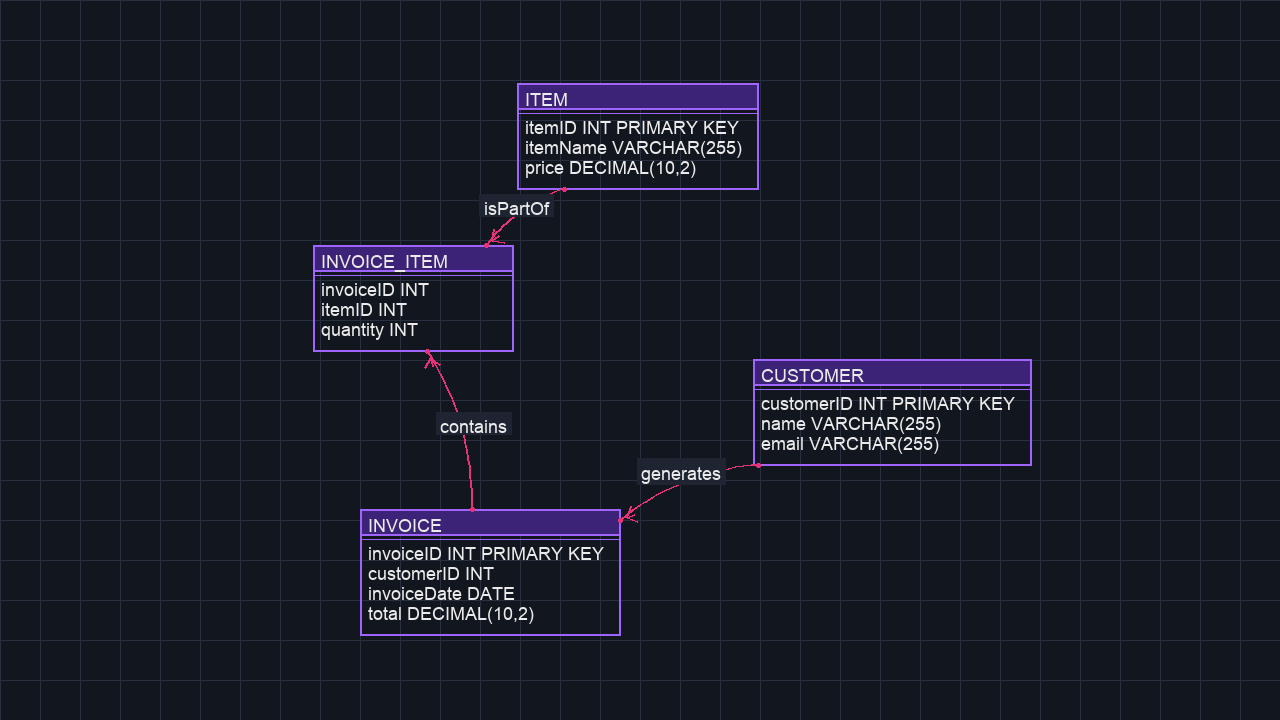 ITEM
itemID INT PRIMARY KEY
itemName VARCHAR(255)
price DECIMAL(10,2)
isPartOf
INVOICE_ITEM
invoiceID INT
itemID INT
quantity INT
CUSTOMER
customerID INT PRIMARY KEY
name VARCHAR(255)
email VARCHAR(255)
contains
generates
INVOICE
invoiceID INT PRIMARY KEY
customerID INT
invoiceDate DATE
total DECIMAL(10,2)